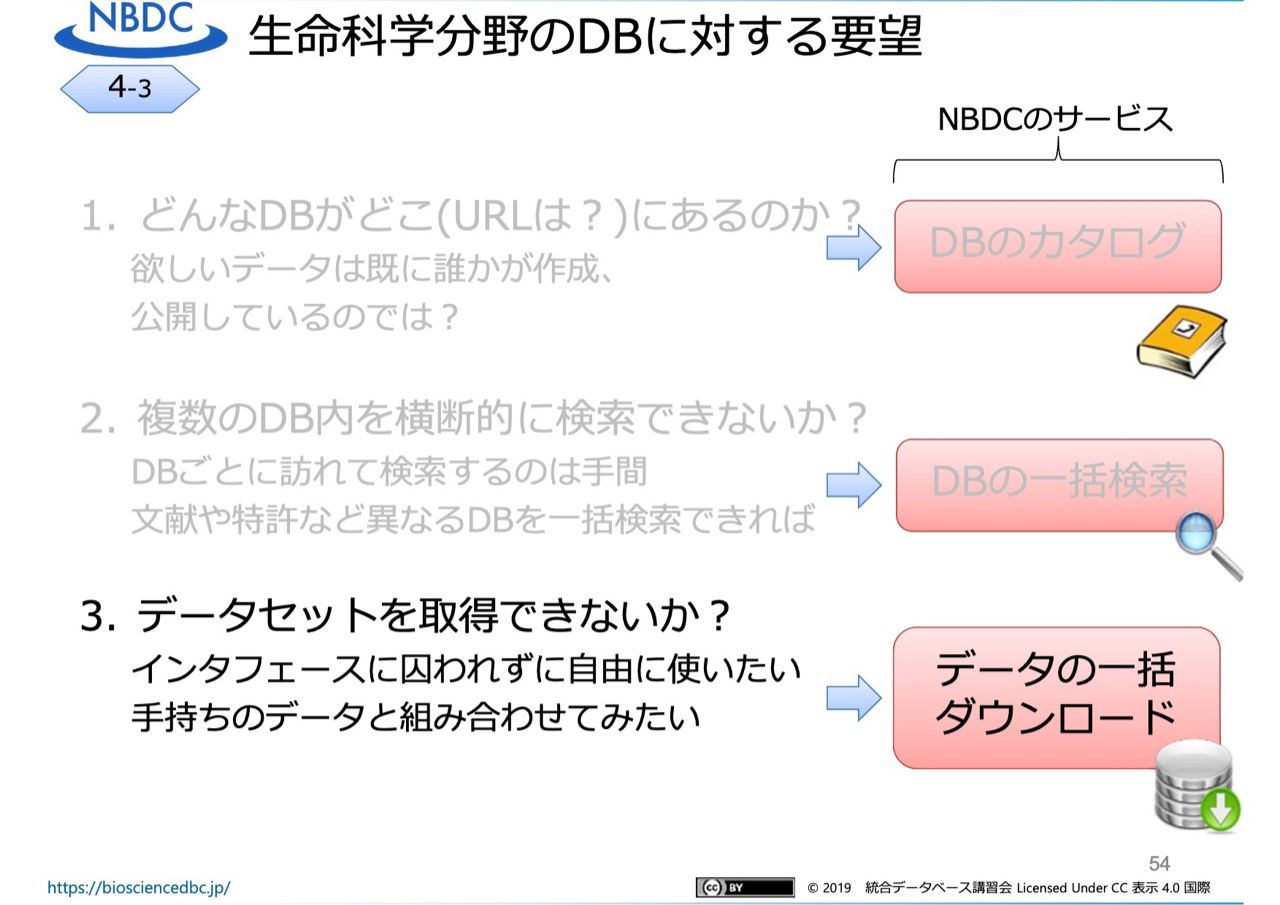 NBDC
生命科学分野のDBに対する要望
4-3
NBDCのサービス
1. どんなDBがどこ(URLは？)にあるのか？
欲しいデータは既に誰かが作成、
公開しているのでは？
DBのカタログ
2. 複数のDB内を横断的に検索できないか？
DBごとに訪れて検索するのは手間
文献や特許など異なるDBを一括検索できれば
DBの一括検索
3. データセットを取得できないか？
インタフェースに囚われずに自由に使いたい
手持ちのデータと組み合わせてみたい
データの一括
ダウンロード
54
https://biosciencedbc.jp/
cc BY
© 2019 統合データベース講習会 Licensed Under CC 表示 4.0 国際